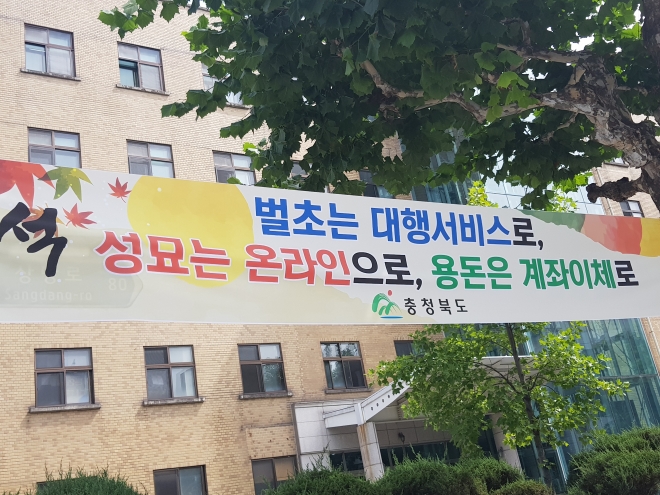 석
벌초는 대행서비스로,
성묘는 온라인으로, 용돈은 계좌이체로
충청북도